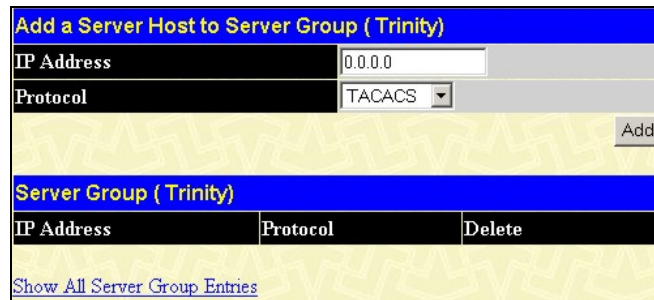 Add a Server Host to Server Group ( Trinity)
IP Address 0.0.0.0
Protocol TACACS
Add
Server Group ( Trinity)
IP Address Protocol Delete
Show All Server Group Entries